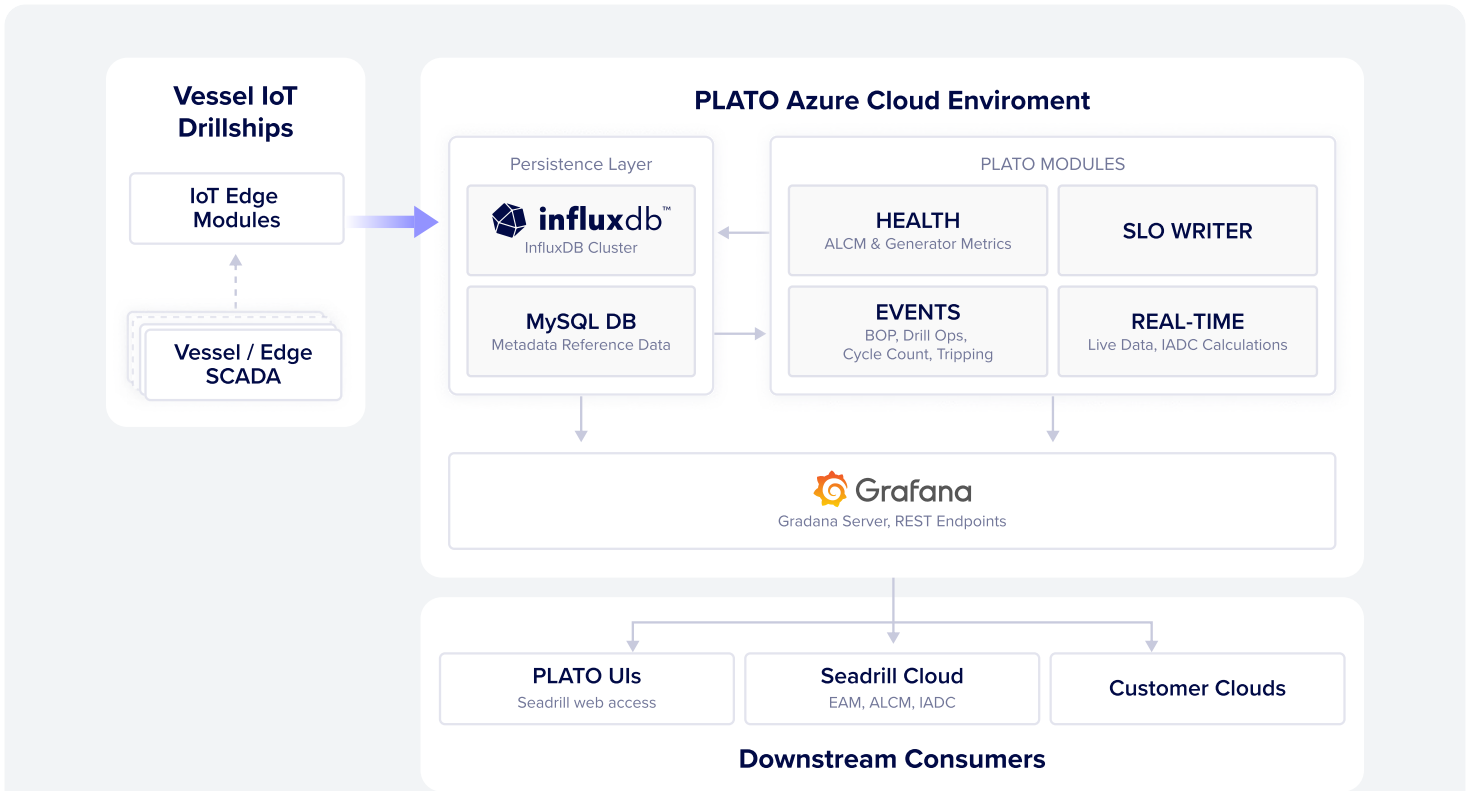 Vessel IoT
Drillships
IoT Edge
Modules
Vessel / Edge
SCADA
PLATO Azure Cloud Enviroment
Persistence Layer
influxdb™
InfluxDB Cluster
MySQL DB
Metadata Reference Data
PLATO MODULES
HEALTH
ALCM & Generator Metrics
SLO WRITER
EVENTS
BOP, Drill Ops,
Cycle Count, Tripping
REAL-TIME
Live Data, IADC Calculations
Grafana
Gradana Server, REST Endpoints
PLATO UIs
Seadrill web access
Seadrill Cloud
EAM, ALCM, IADC
Customer Clouds
Downstream Consumers